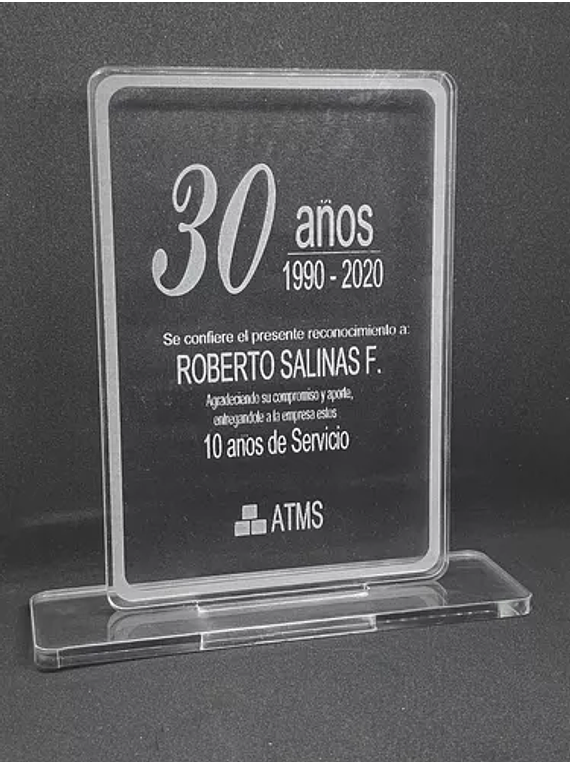 30 años
1990 - 2020
Se confiere el presente reconocimiento a:
ROBERTO SALINAS F.
Agradeciendo su compromiso y aporte,
entregandole a la empresa estos
10 años de Servicio
ATMS